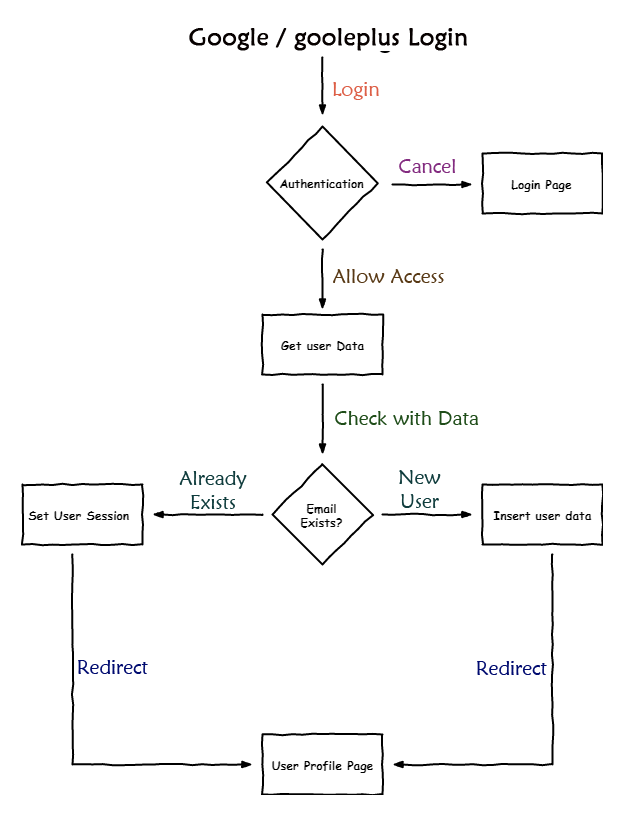 Google / gooleplus Login
Login
Authentication
Cancel
Login Page
Allow Access
Get user Data
Check with Data
Already
Exists
New
User
Set User Session
Email
Exists?
Insert user data
Redirect
Redirect
User Profile Page